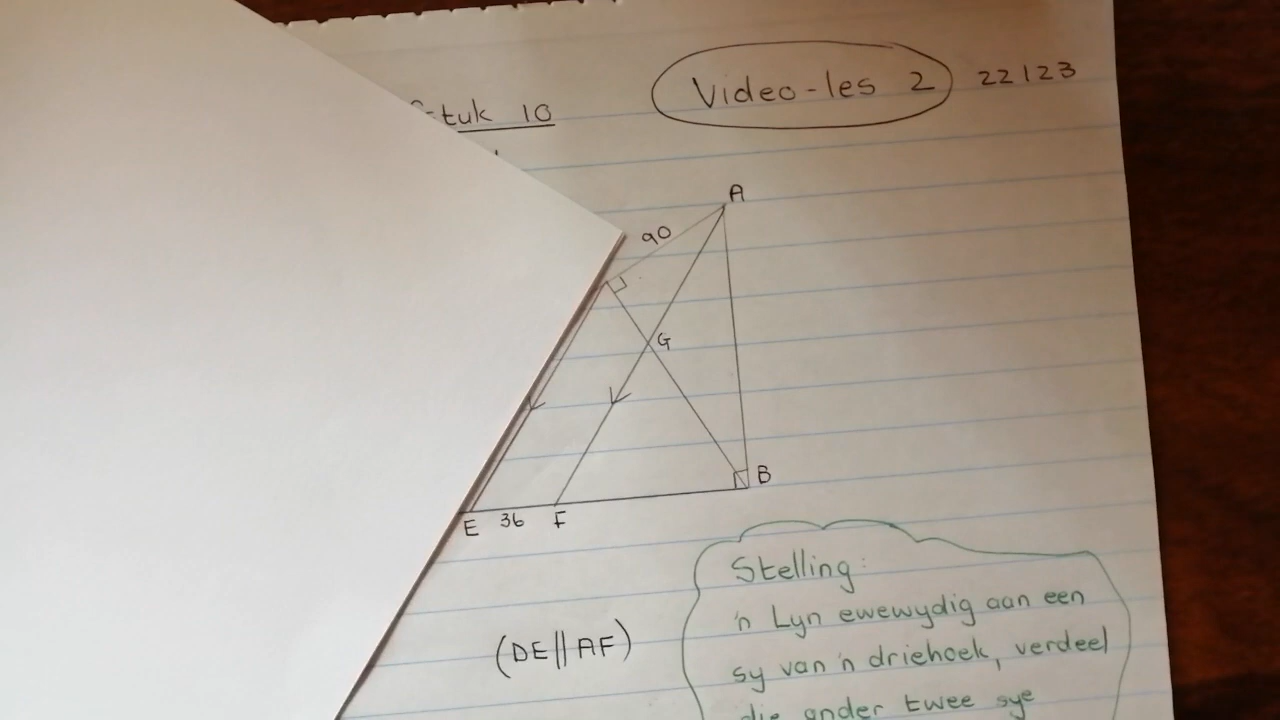 Video-les 2 22123
tuk 10
A
90
G
B
E 36 F
(DE||AF)
Stelling:
'n Lyn ewewydig aan een
sy van 'n driehoek, verdeel
die ander twee sye